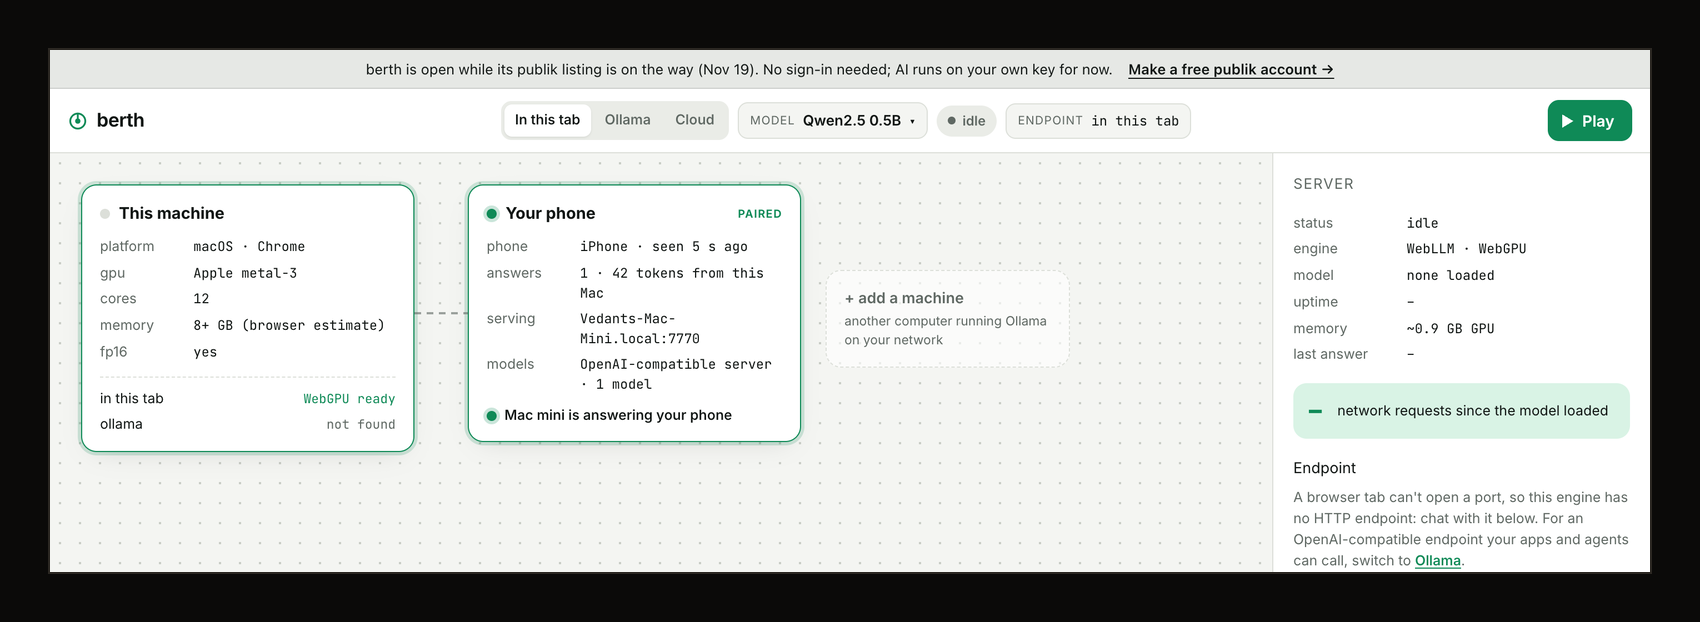 berth is open while its publik listing is on the way (Nov 19). No sign-in needed; AI runs on your own key for now. Make a free publik account →
berth
In this tab Ollama Cloud
MODEL Qwen2.5 0.5B ▾
● idle
ENDPOINT in this tab
▶ Play
This machine
platform macOS · Chrome
gpu Apple metal-3
cores 12
memory 8+ GB (browser estimate)
fp16 yes
in this tab WebGPU ready
ollama not found
Your phone PAIRED
phone iPhone · seen 5 s ago
answers 1 · 42 tokens from this
Mac
serving Vedants-Mac-
Mini.local:7770
models OpenAI-compatible server
· 1 model
Mac mini is answering your phone
+ add a machine
another computer running Ollama
on your network
SERVER
status idle
engine WebLLM · WebGPU
model none loaded
uptime –
memory ~0.9 GB GPU
last answer –
– network requests since the model loaded
Endpoint
A browser tab can't open a port, so this engine has
no HTTP endpoint: chat with it below. For an
OpenAI-compatible endpoint your apps and agents
can call, switch to Ollama.